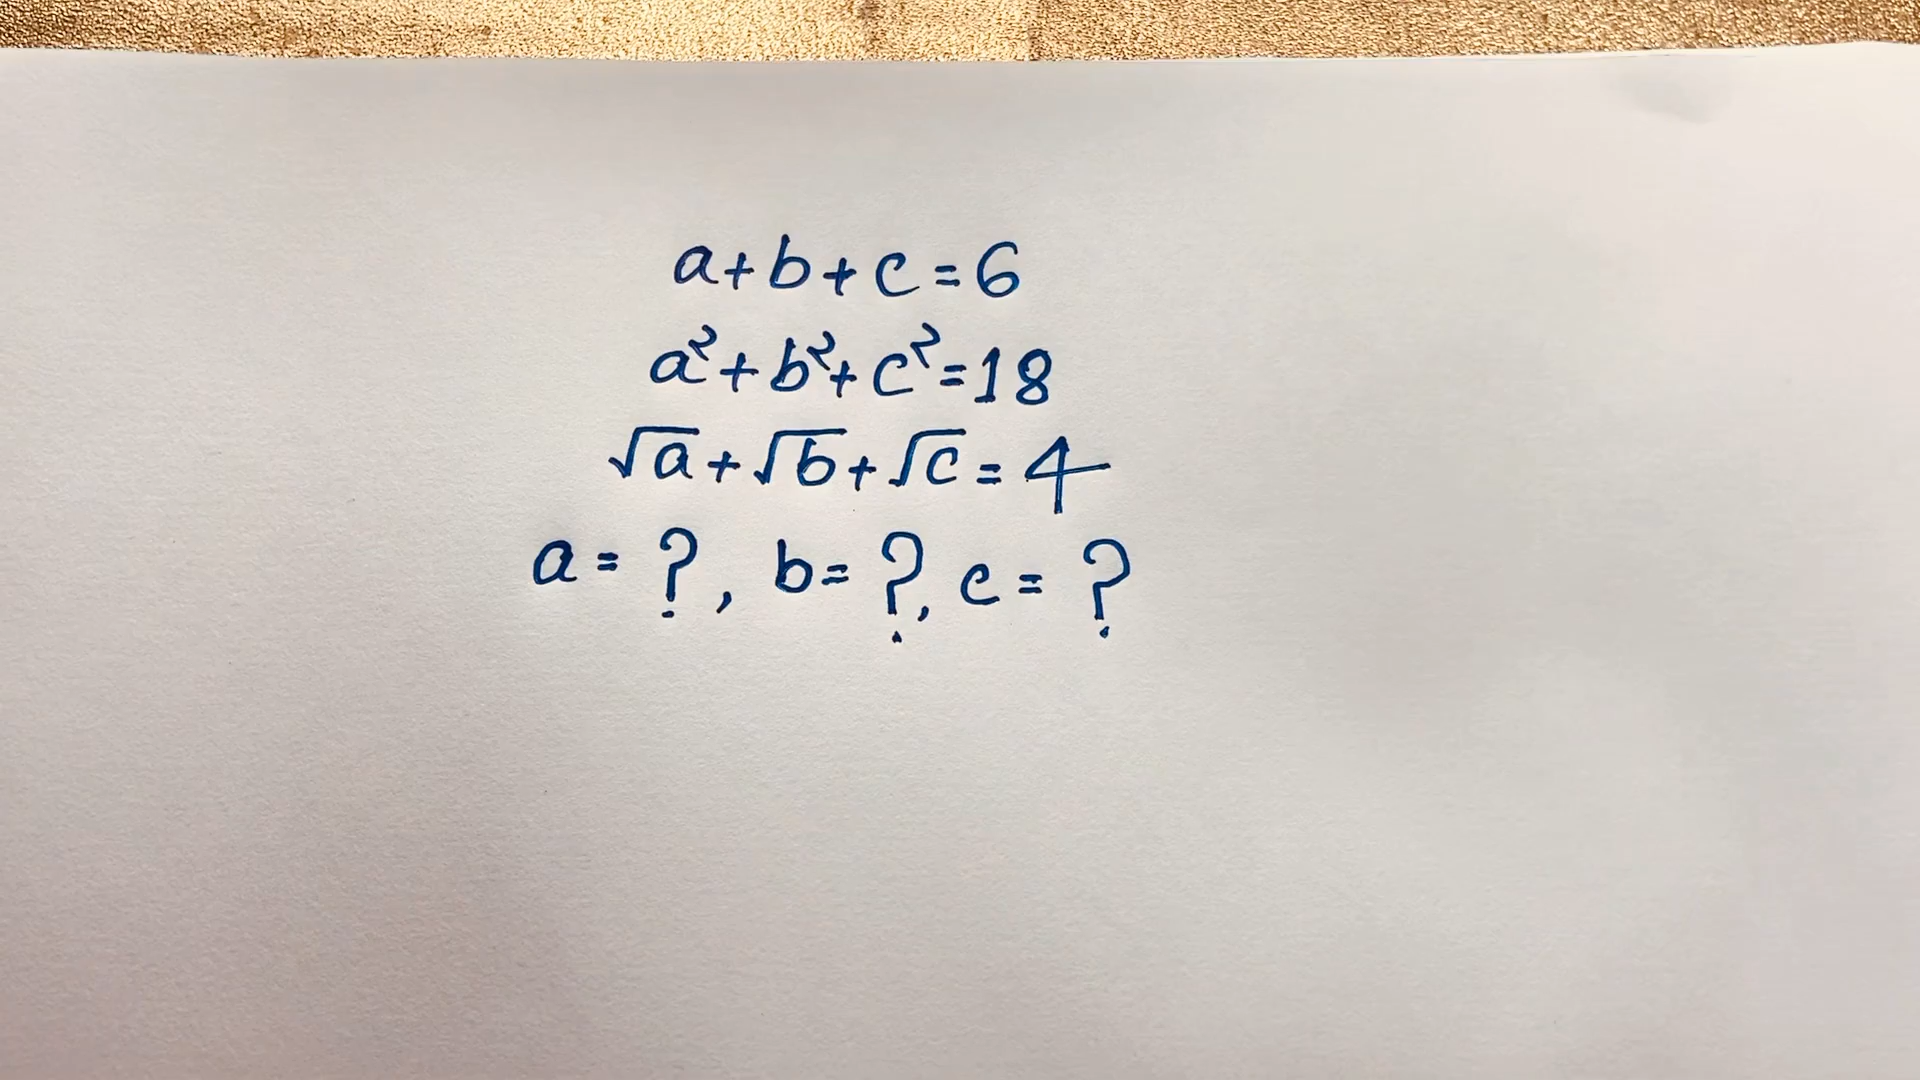 a+b+c=6
a²+b²+c²=18
√a+√b+√c=4
a=?, b=?, c=?